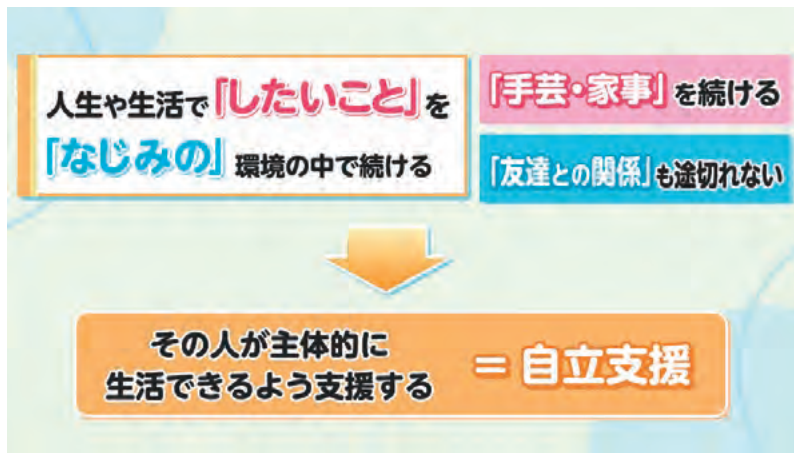 人生や生活で「したいこと」を
「なじみの」環境の中で続ける
「手芸・家事」を続ける
「友達との関係」も途切れない
その人が主体的に
生活できるよう支援する
＝自立支援